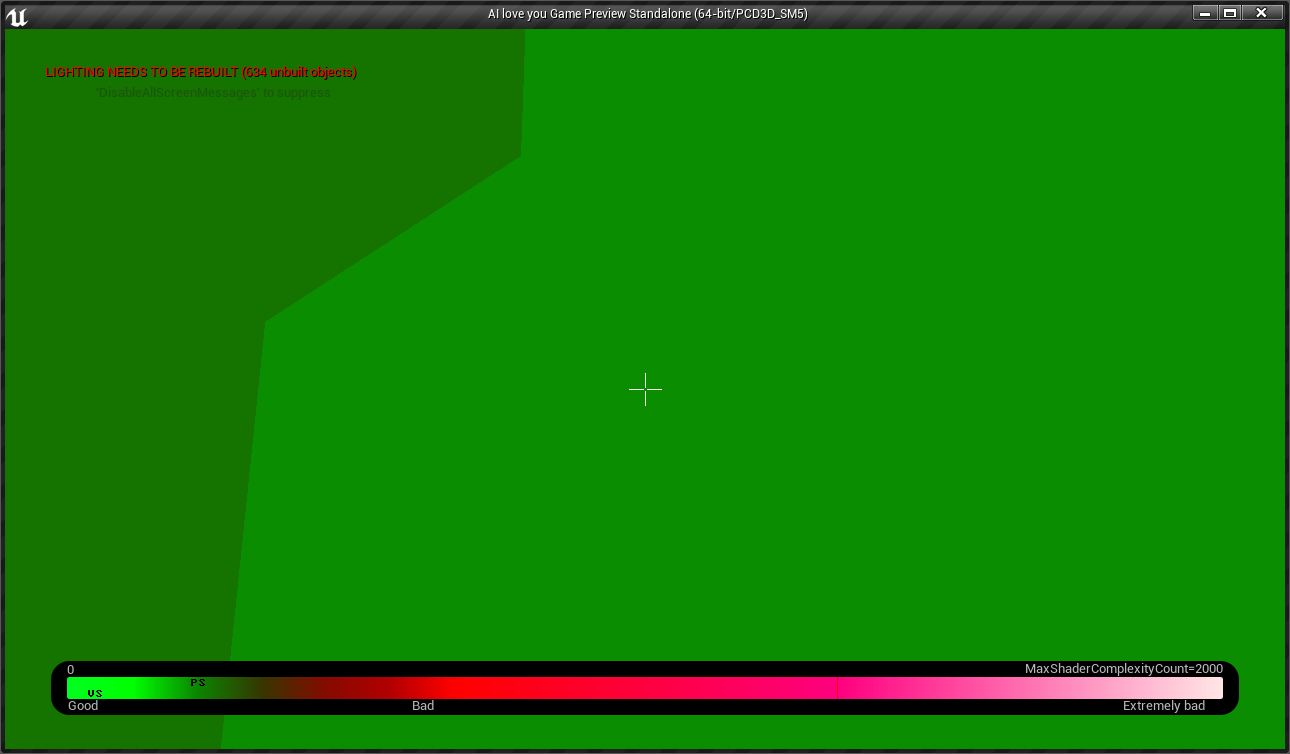 AI love you Game Preview Standalone (64-bit/PCD3D_SM5)
LIGHTING NEEDS TO BE REBUILT (634 unbuilt objects)
'DisableAllScreenMessages' to suppress
0 MaxShaderComplexityCount=2000
PS
VS
Good Bad Extremely bad